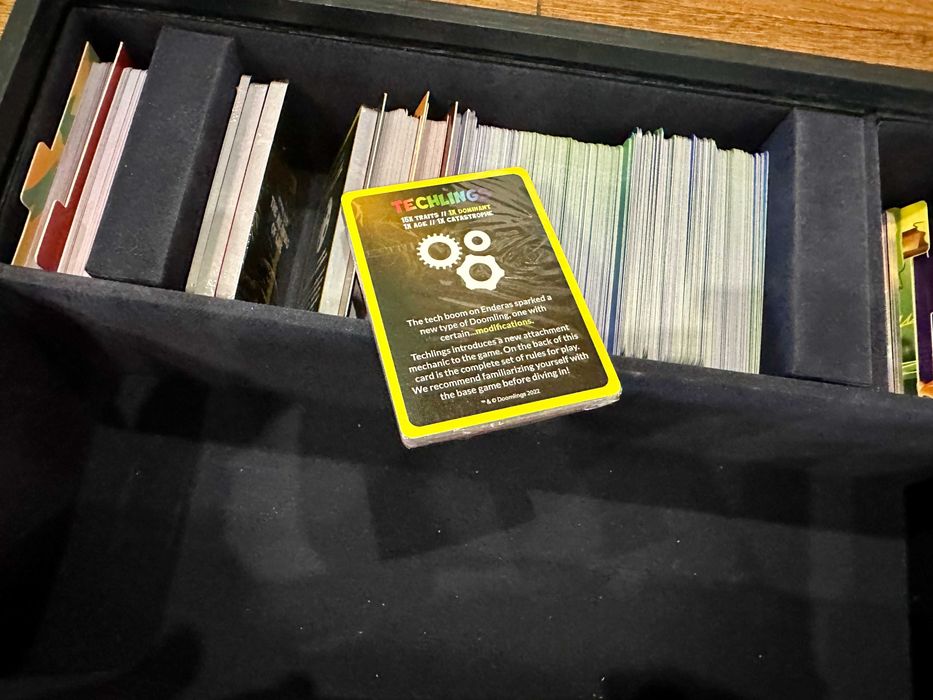 TECHLINGS
15X TRAITS // 1X DOMINANT
1X AGE // 1X CATASTROPHE
The tech boom on Enderas sparked a
new type of Doomling, one with
certain...modifications.
Techlings introduces a new attachment
mechanic to the game. On the back of this
card is the complete set of rules for play.
We recommend familiarizing yourself with
the base game before diving in!
™ & © Doomlings 2022